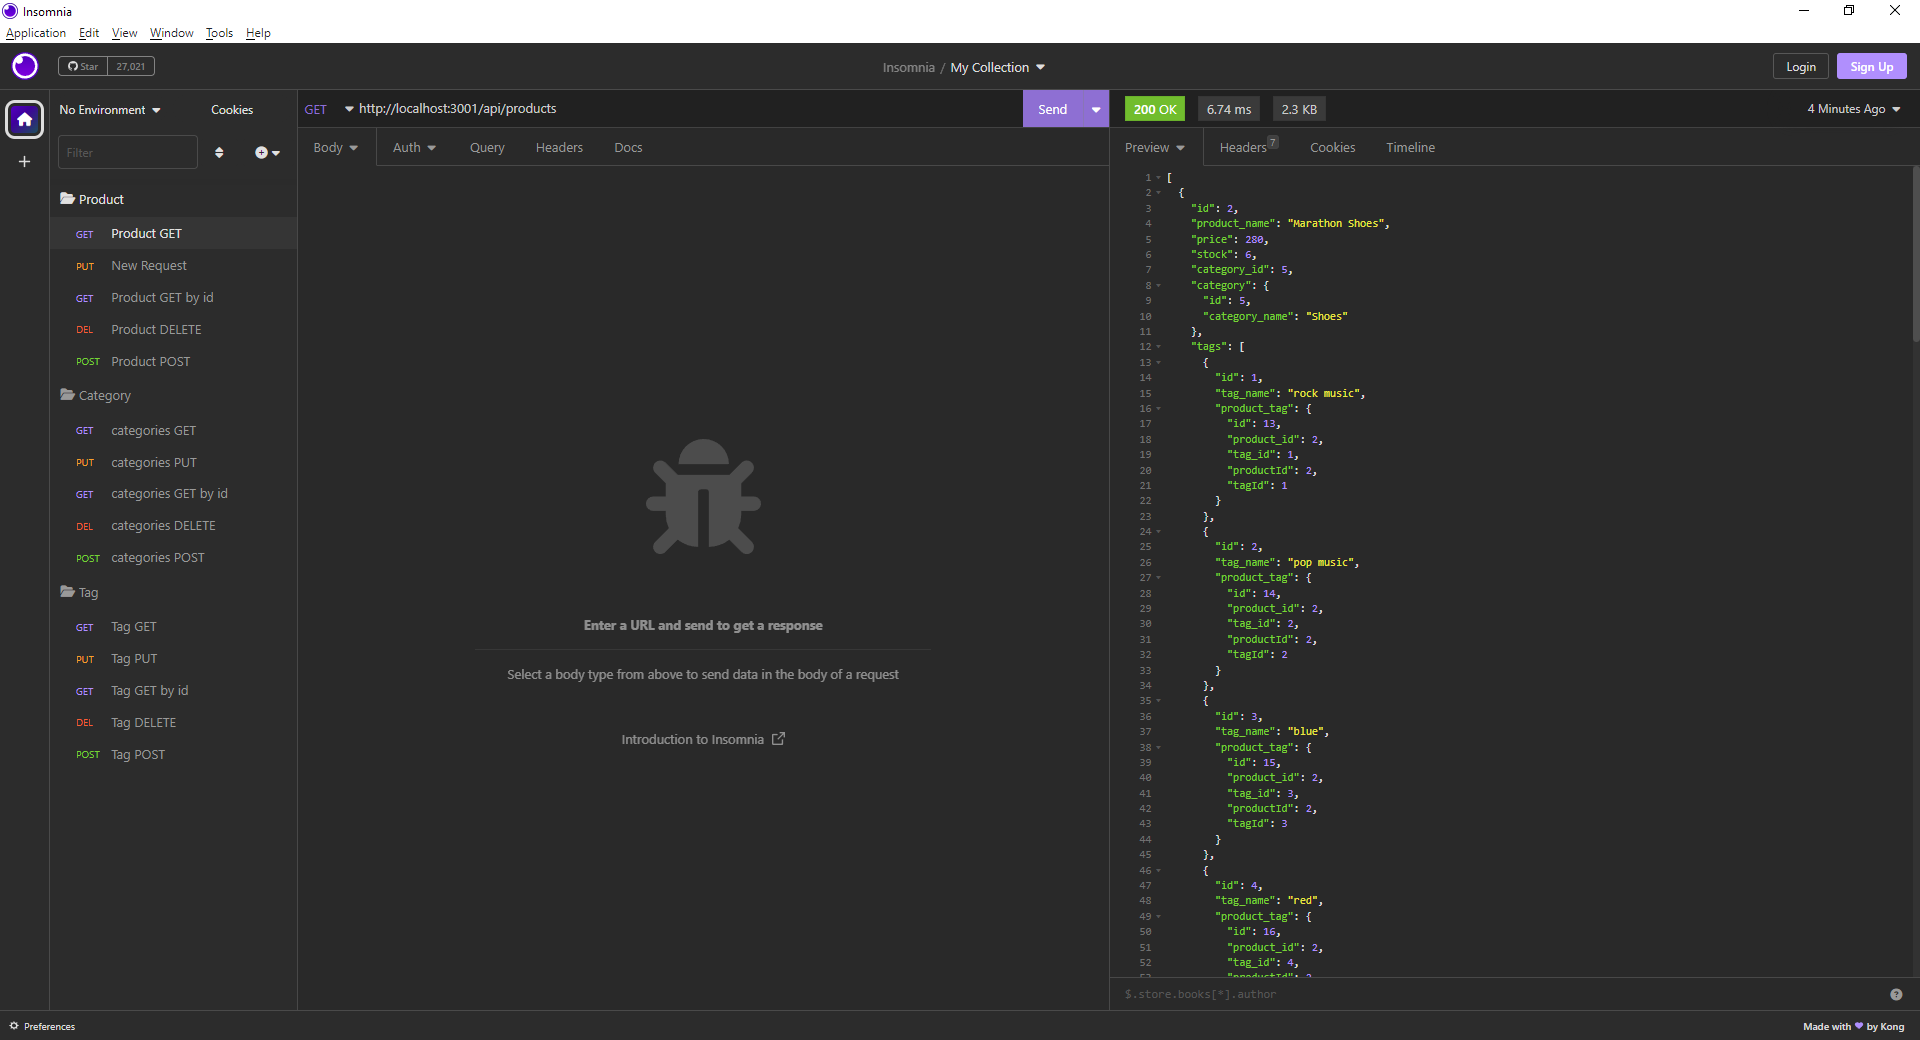 Insomnia
Application Edit View Window Tools Help
Star 27,021
Insomnia / My Collection
Login Sign Up
No Environment Cookies
Filter
Product
GET Product GET
PUT New Request
GET Product GET by id
DEL Product DELETE
POST Product POST
Category
GET categories GET
PUT categories PUT
GET categories GET by id
DEL categories DELETE
POST categories POST
Tag
GET Tag GET
PUT Tag PUT
GET Tag GET by id
DEL Tag DELETE
POST Tag POST
GET http://localhost:3001/api/products Send
Body Auth Query Headers Docs
Enter a URL and send to get a response
Select a body type from above to send data in the body of a request
Introduction to Insomnia
200 OK 6.74 ms 2.3 KB 4 Minutes Ago
Preview Headers 7 Cookies Timeline
1 [
2 {
3 "id": 2,
4 "product_name": "Marathon Shoes",
5 "price": 280,
6 "stock": 6,
7 "category_id": 5,
8 "category": {
9 "id": 5,
10 "category_name": "Shoes"
11 },
12 "tags": [
13 {
14 "id": 1,
15 "tag_name": "rock music",
16 "product_tag": {
17 "id": 13,
18 "product_id": 2,
19 "tag_id": 1,
20 "productId": 2,
21 "tagId": 1
22 }
23 },
24 {
25 "id": 2,
26 "tag_name": "pop music",
27 "product_tag": {
28 "id": 14,
29 "product_id": 2,
30 "tag_id": 2,
31 "productId": 2,
32 "tagId": 2
33 }
34 },
35 {
36 "id": 3,
37 "tag_name": "blue",
38 "product_tag": {
39 "id": 15,
40 "product_id": 2,
41 "tag_id": 3,
42 "productId": 2,
43 "tagId": 3
44 }
45 },
46 {
47 "id": 4,
48 "tag_name": "red",
49 "product_tag": {
50 "id": 16,
51 "product_id": 2,
52 "tag_id": 4,
$.store.books[*].author
Preferences
Made with by Kong